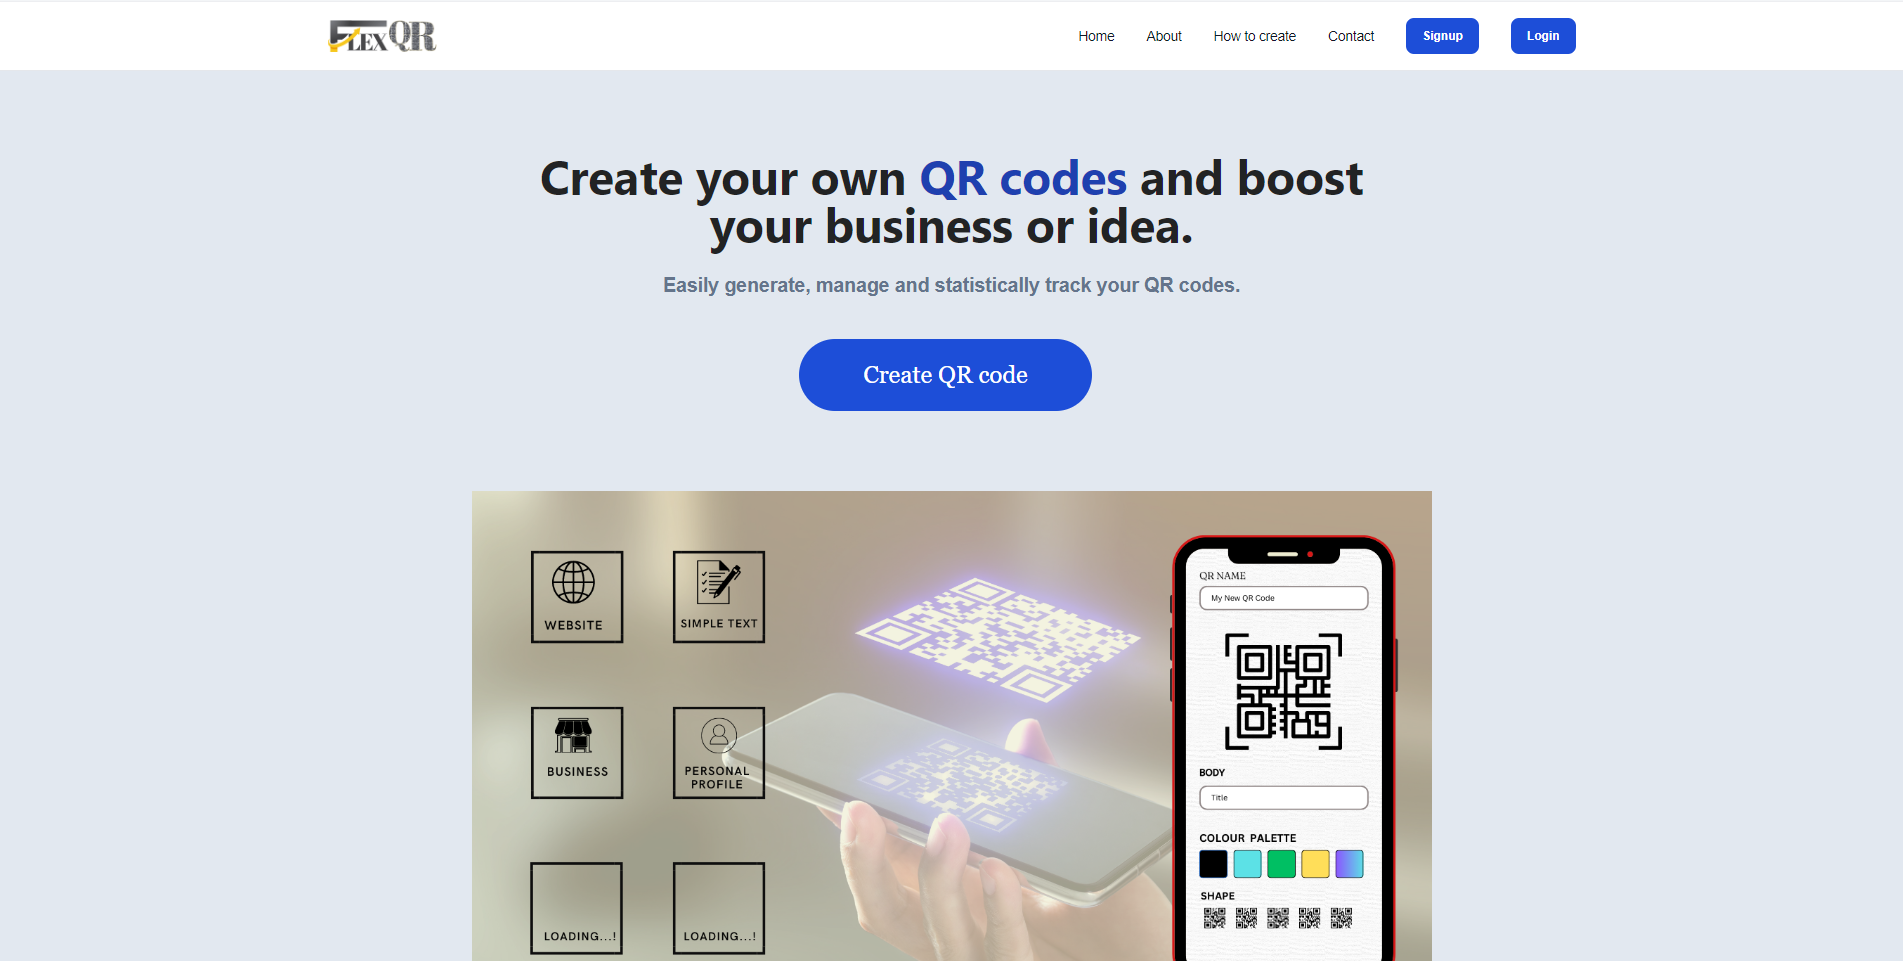 FLEXQR
Home
About
How to create
Contact
Signup
Login
Create your own QR codes and boost
your business or idea.
Easily generate, manage and statistically track your QR codes.
Create QR code
WEBSITE
SIMPLE TEXT
BUSINESS
PERSONAL
PROFILE
LOADING...!
LOADING...!
QR NAME
My New QR Code
BODY
Title
COLOUR PALETTE
SHAPE